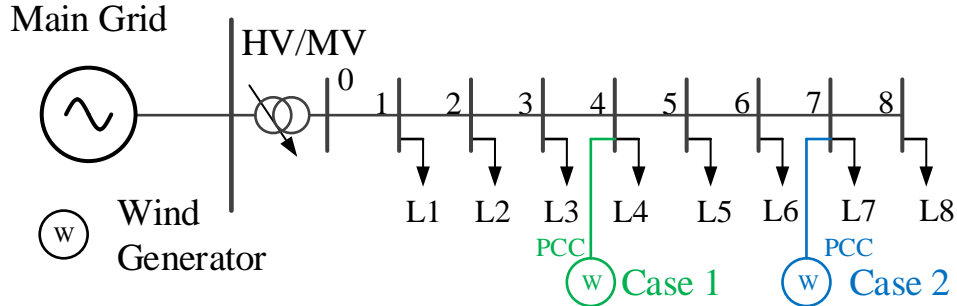 Main Grid
HV/MV
0
1 2 3 4 5 6 7 8
L1 L2 L3 L4 L5 L6 L7 L8
W Wind
Generator
PCC PCC
W Case 1 W Case 2